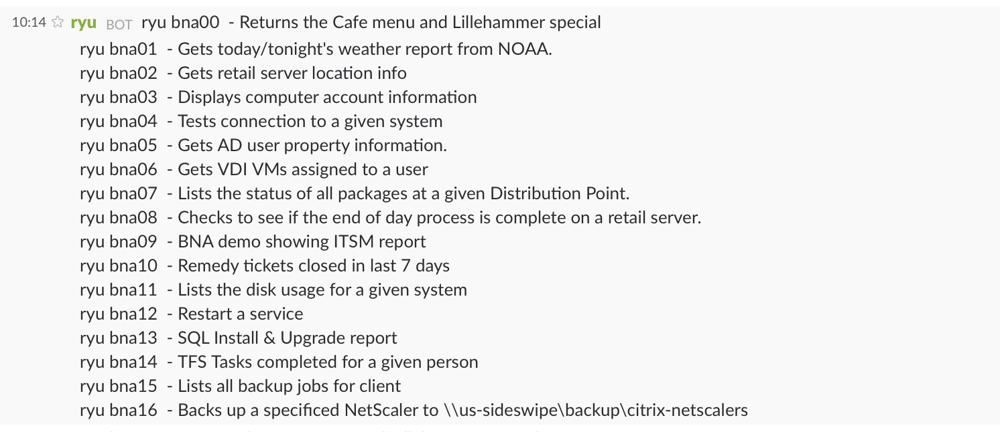 10:14 ☆ ryu BOT ryu bna00 - Returns the Cafe menu and Lillehammer special
ryu bna01 - Gets today/tonight's weather report from NOAA.
ryu bna02 - Gets retail server location info
ryu bna03 - Displays computer account information
ryu bna04 - Tests connection to a given system
ryu bna05 - Gets AD user property information.
ryu bna06 - Gets VDI VMs assigned to a user
ryu bna07 - Lists the status of all packages at a given Distribution Point.
ryu bna08 - Checks to see if the end of day process is complete on a retail server.
ryu bna09 - BNA demo showing ITSM report
ryu bna10 - Remedy tickets closed in last 7 days
ryu bna11 - Lists the disk usage for a given system
ryu bna12 - Restart a service
ryu bna13 - SQL Install & Upgrade report
ryu bna14 - TFS Tasks completed for a given person
ryu bna15 - Lists all backup jobs for client
ryu bna16 - Backs up a specificed NetScaler to \\us-sideswipe\backup\citrix-netscalers